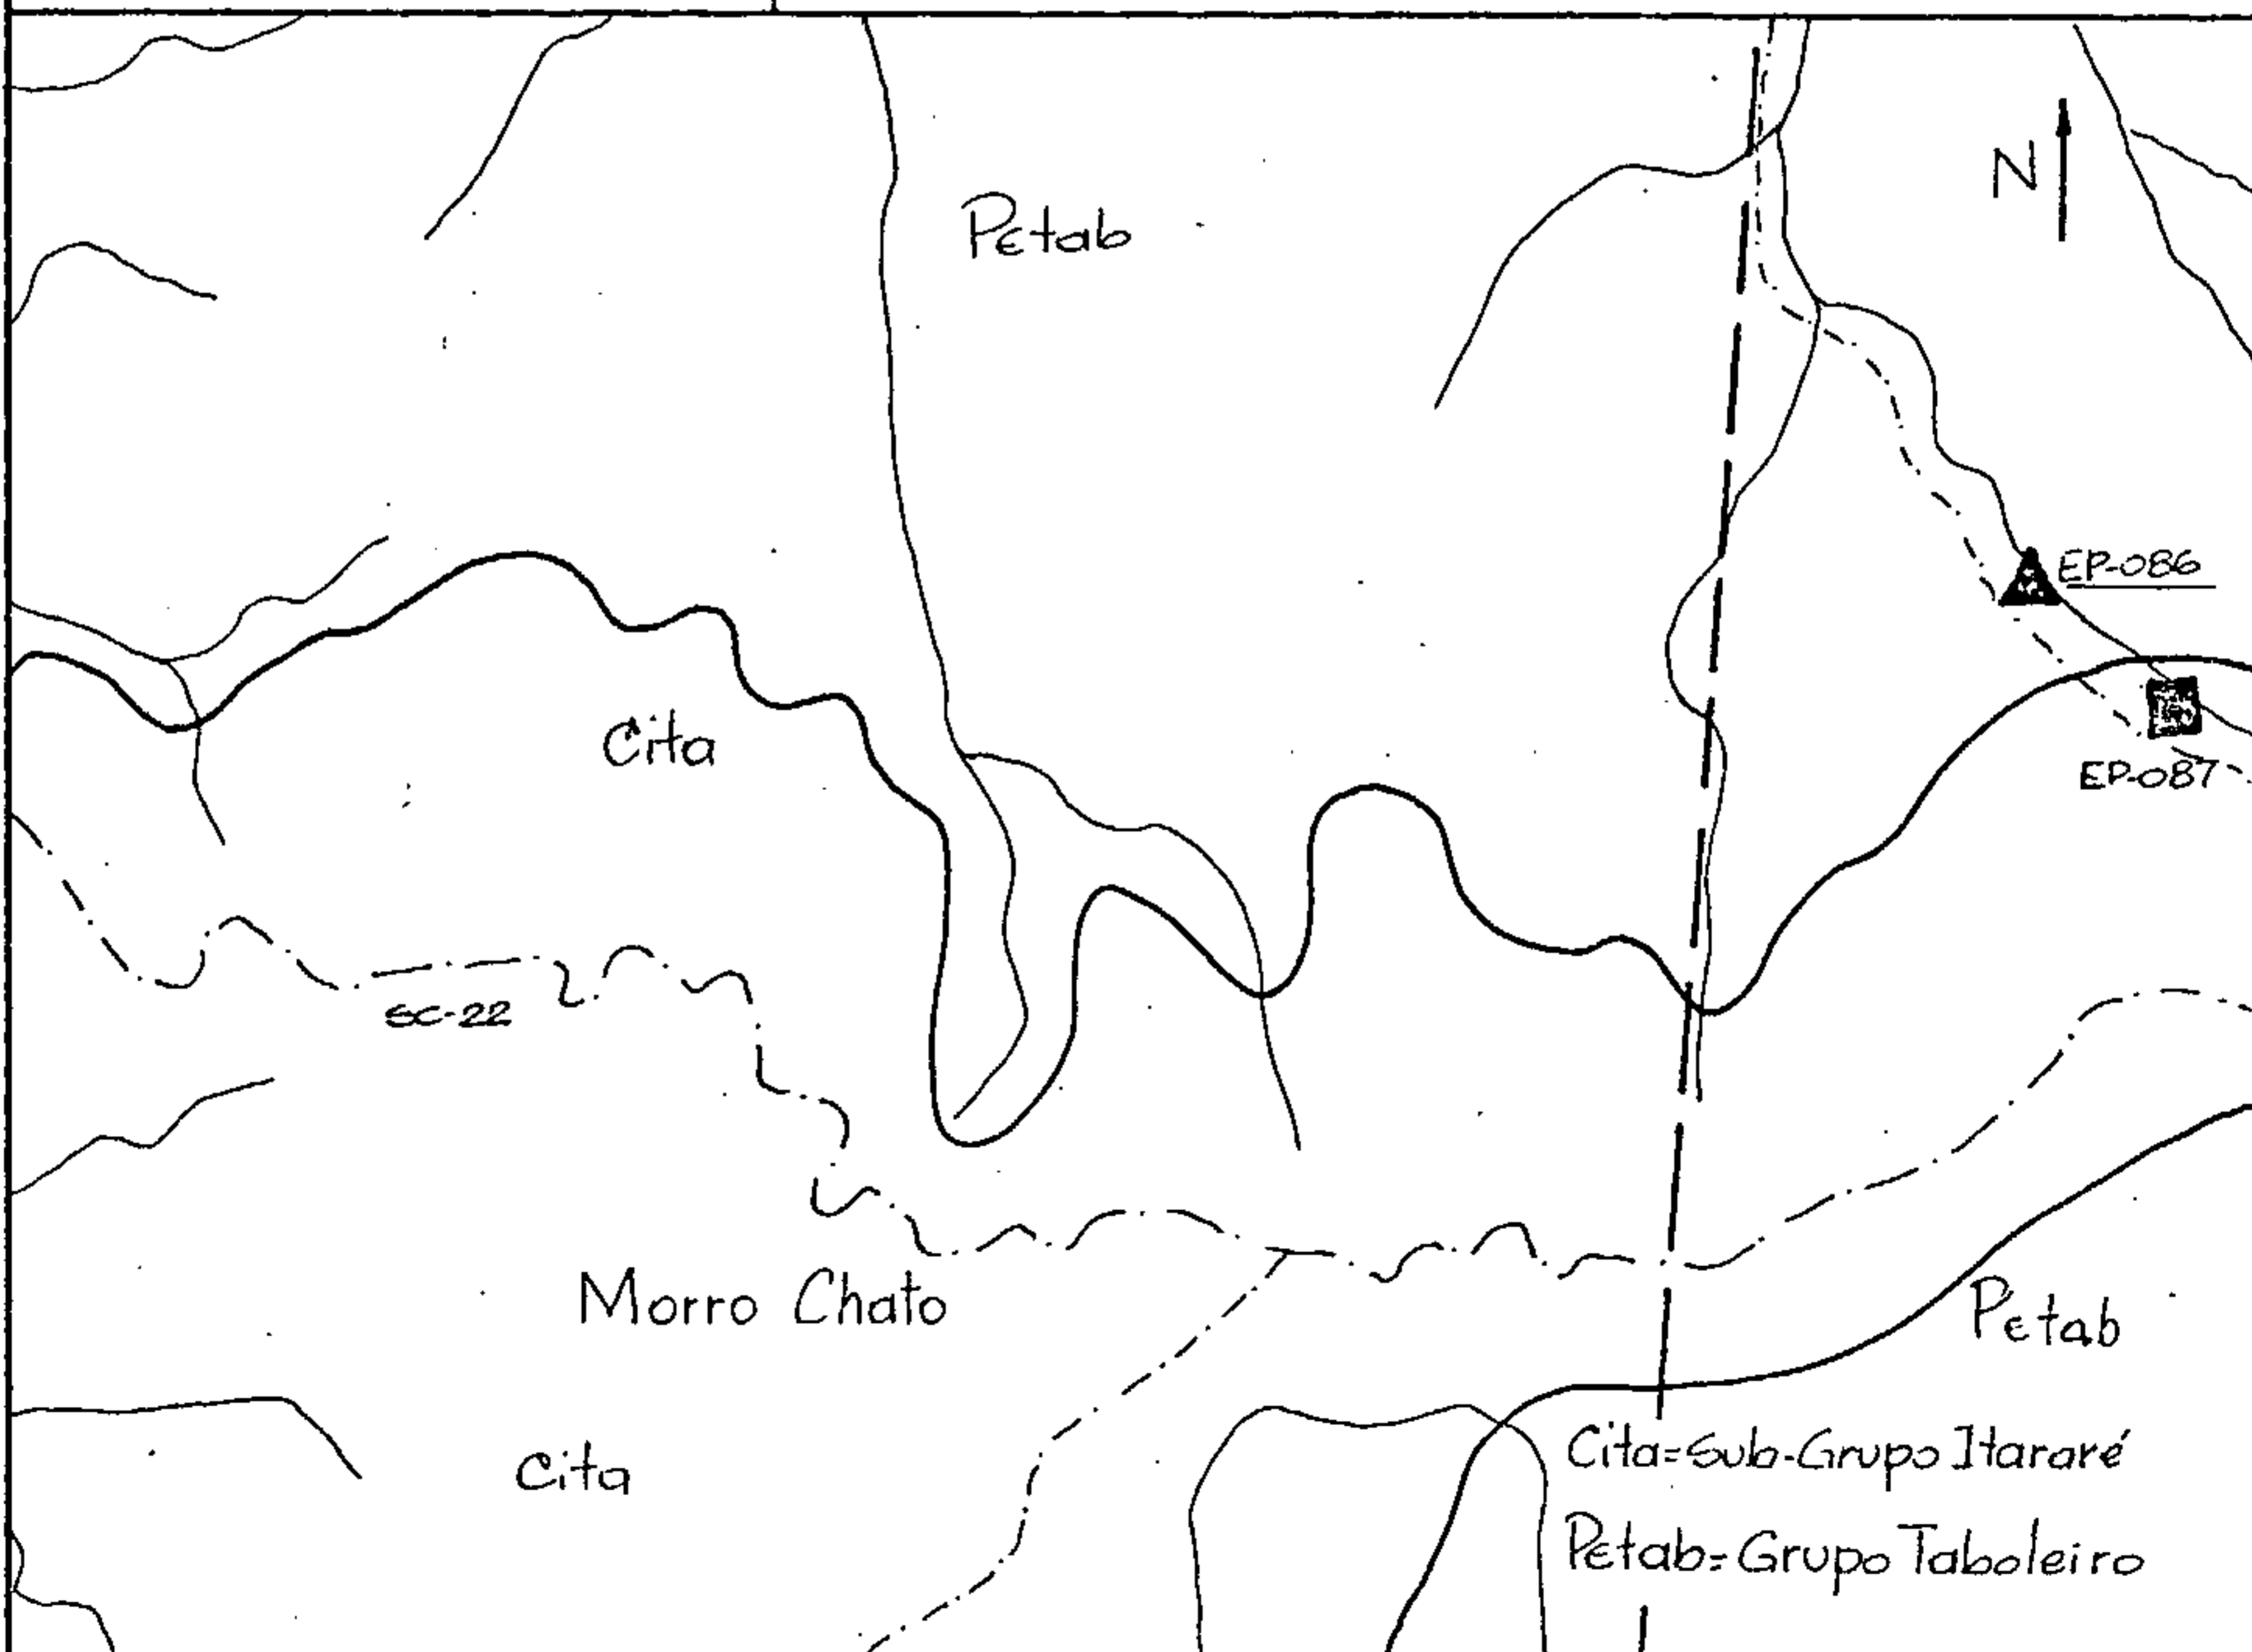 N
Petab
EP-086
Cita
EP-087
SC-22
Morro Chato
Petab
Cita
Cita=Sub-Grupo Itararé
Petab=Grupo Taboleiro